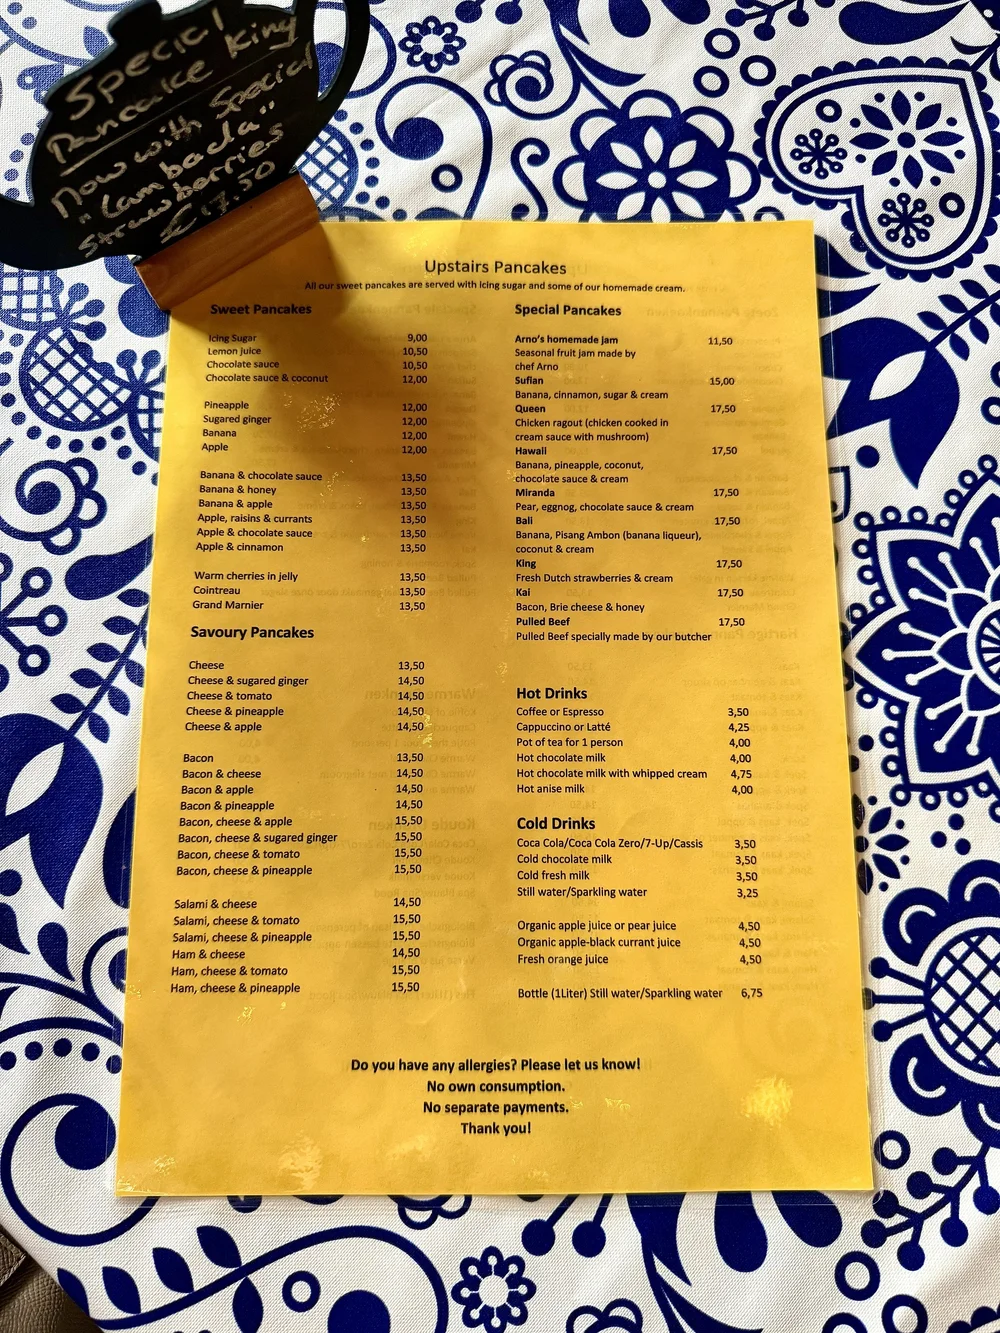 Special
Pancake King
Now with Special
"Lambada"
strawberries
€17.50
Upstairs Pancakes
All our sweet pancakes are served with icing sugar and some of our homemade cream.
Sweet Pancakes
Icing Sugar 9,00
Lemon juice 10,50
Chocolate sauce 10,50
Chocolate sauce & coconut 12,00
Pineapple 12,00
Sugared ginger 12,00
Banana 12,00
Apple 12,00
Banana & chocolate sauce 13,50
Banana & honey 13,50
Banana & apple 13,50
Apple, raisins & currants 13,50
Apple & chocolate sauce 13,50
Apple & cinnamon 13,50
Warm cherries in jelly 13,50
Cointreau 13,50
Grand Marnier 13,50
Savoury Pancakes
Cheese 13,50
Cheese & sugared ginger 14,50
Cheese & tomato 14,50
Cheese & pineapple 14,50
Cheese & apple 14,50
Bacon 13,50
Bacon & cheese 14,50
Bacon & apple 14,50
Bacon & pineapple 14,50
Bacon, cheese & apple 15,50
Bacon, cheese & sugared ginger 15,50
Bacon, cheese & tomato 15,50
Bacon, cheese & pineapple 15,50
Salami & cheese 14,50
Salami, cheese & tomato 15,50
Salami, cheese & pineapple 15,50
Ham & cheese 14,50
Ham, cheese & tomato 15,50
Ham, cheese & pineapple 15,50
Special Pancakes
Arno's homemade jam 11,50
Seasonal fruit jam made by
chef Arno
Sufian 15,00
Banana, cinnamon, sugar & cream
Queen 17,50
Chicken ragout (chicken cooked in
cream sauce with mushroom)
Hawaii 17,50
Banana, pineapple, coconut,
chocolate sauce & cream
Miranda 17,50
Pear, eggnog, chocolate sauce & cream
Bali 17,50
Banana, Pisang Ambon (banana liqueur),
coconut & cream
King 17,50
Fresh Dutch strawberries & cream
Kai 17,50
Bacon, Brie cheese & honey
Pulled Beef 17,50
Pulled Beef specially made by our butcher
Hot Drinks
Coffee or Espresso 3,50
Cappuccino or Latté 4,25
Pot of tea for 1 person 4,00
Hot chocolate milk 4,00
Hot chocolate milk with whipped cream 4,75
Hot anise milk 4,00
Cold Drinks
Coca Cola/Coca Cola Zero/7-Up/Cassis 3,50
Cold chocolate milk 3,50
Cold fresh milk 3,50
Still water/Sparkling water 3,25
Organic apple juice or pear juice 4,50
Organic apple-black currant juice 4,50
Fresh orange juice 4,50
Bottle (1Liter) Still water/Sparkling water 6,75
Do you have any allergies? Please let us know!
No own consumption.
No separate payments.
Thank you!